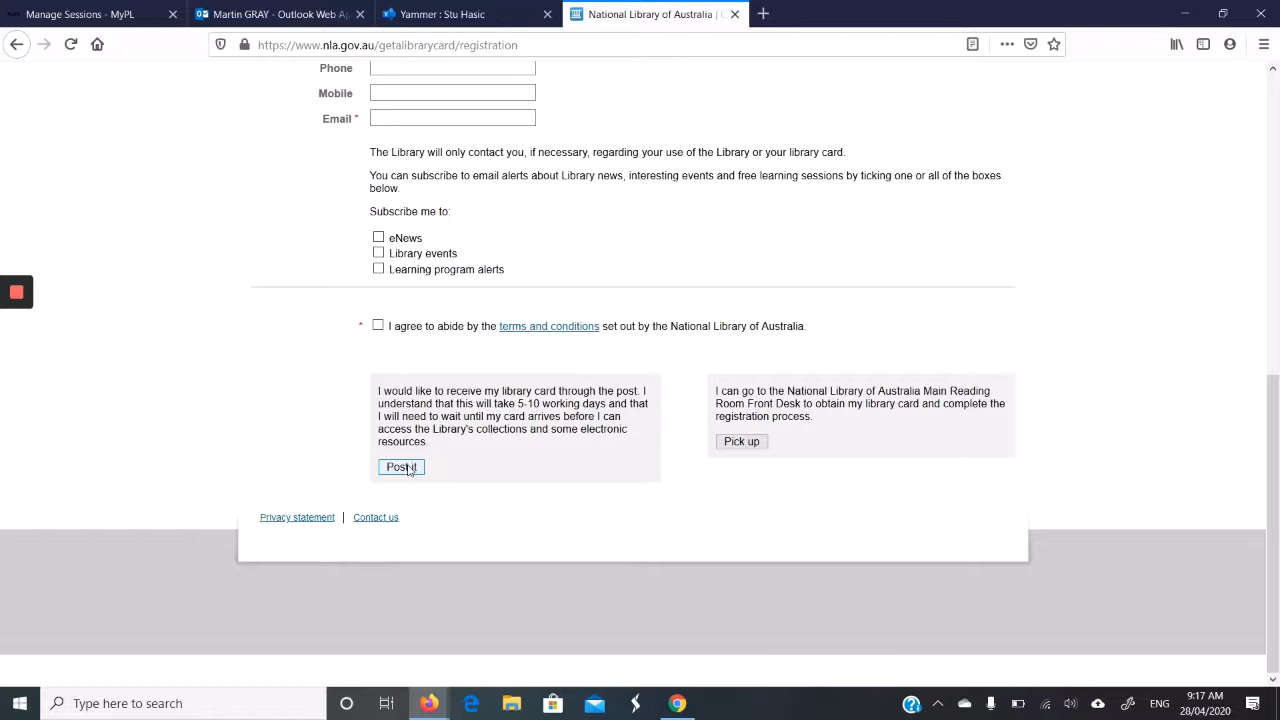 Manage Sessions - MyPL
Martin GRAY - Outlook Web Ap
Yammer : Stu Hasic
National Library of Australia |
https://www.nla.gov.au/getalibrarycard/registration
Phone
Mobile
Email *
The Library will only contact you, if necessary, regarding your use of the Library or your library card.
You can subscribe to email alerts about Library news, interesting events and free learning sessions by ticking one or all of the boxes
below.
Subscribe me to:
eNews
Library events
Learning program alerts
* I agree to abide by the terms and conditions set out by the National Library of Australia.
I would like to receive my library card through the post. I
understand that this will take 5-10 working days and that
I will need to wait until my card arrives before I can
access the Library's collections and some electronic
resources.
Post it
I can go to the National Library of Australia Main Reading
Room Front Desk to obtain my library card and complete the
registration process.
Pick up
Privacy statement | Contact us
Type here to search
ENG
9:17 AM
28/04/2020